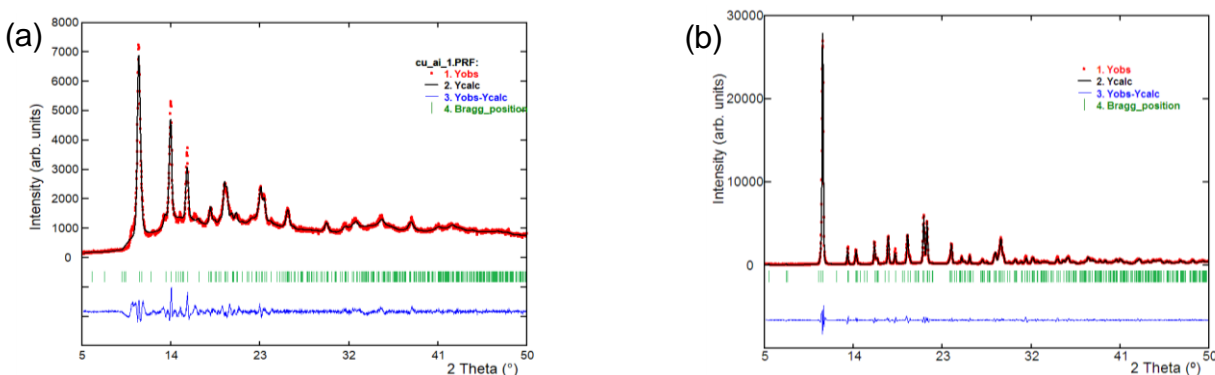 (a)
Intensity (arb. units)
8000
7000
6000
5000
4000
3000
2000
1000
0
cu_ai_1.PRF:
1. Yobs
2. Ycalc
3. Yobs-Ycalc
4. Bragg_position
5 14 23 32 41 50
2 Theta (°)
(b)
Intensity (arb. units)
30000
20000
10000
0
1. Yobs
2. Ycalc
3. Yobs-Ycalc
4. Bragg_position
5 14 23 32 41 50
2 Theta (º)